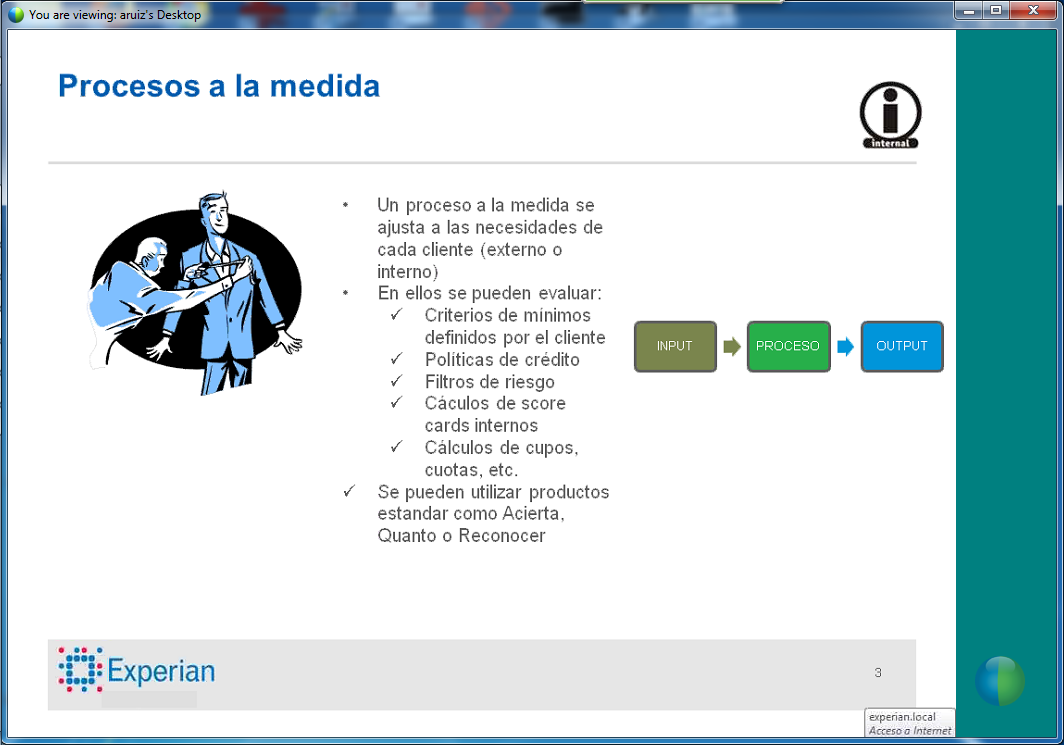 You are viewing: aruiz's Desktop
Procesos a la medida
internal
• Un proceso a la medida se
ajusta a las necesidades de
cada cliente (externo o
interno)
• En ellos se pueden evaluar:
✓ Criterios de mínimos
definidos por el cliente
✓ Políticas de crédito
✓ Filtros de riesgo
✓ Cáculos de score
cards internos
✓ Cálculos de cupos,
cuotas, etc.
✓ Se pueden utilizar productos
estandar como Acierta,
Quanto o Reconocer
INPUT
PROCESO
OUTPUT
Experian
3
experian.local
Acceso a Internet